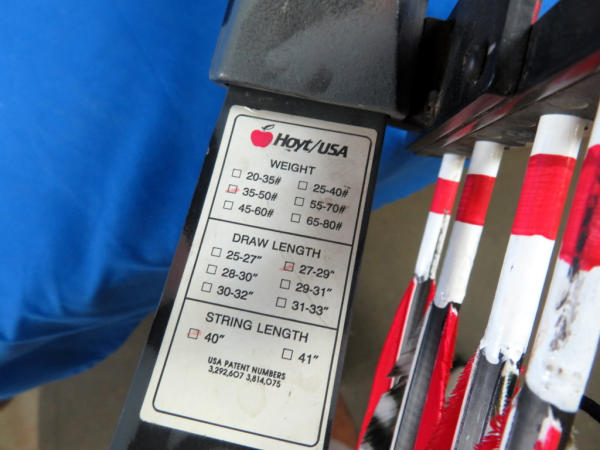 Hoyt/USA
WEIGHT
20-35# 25-40#
35-50# 55-70#
45-60# 65-80#
DRAW LENGTH
25-27" 27-29"
28-30" 29-31"
30-32" 31-33"
STRING LENGTH
40" 41"
USA PATENT NUMBERS
3,292,607 3,814,075